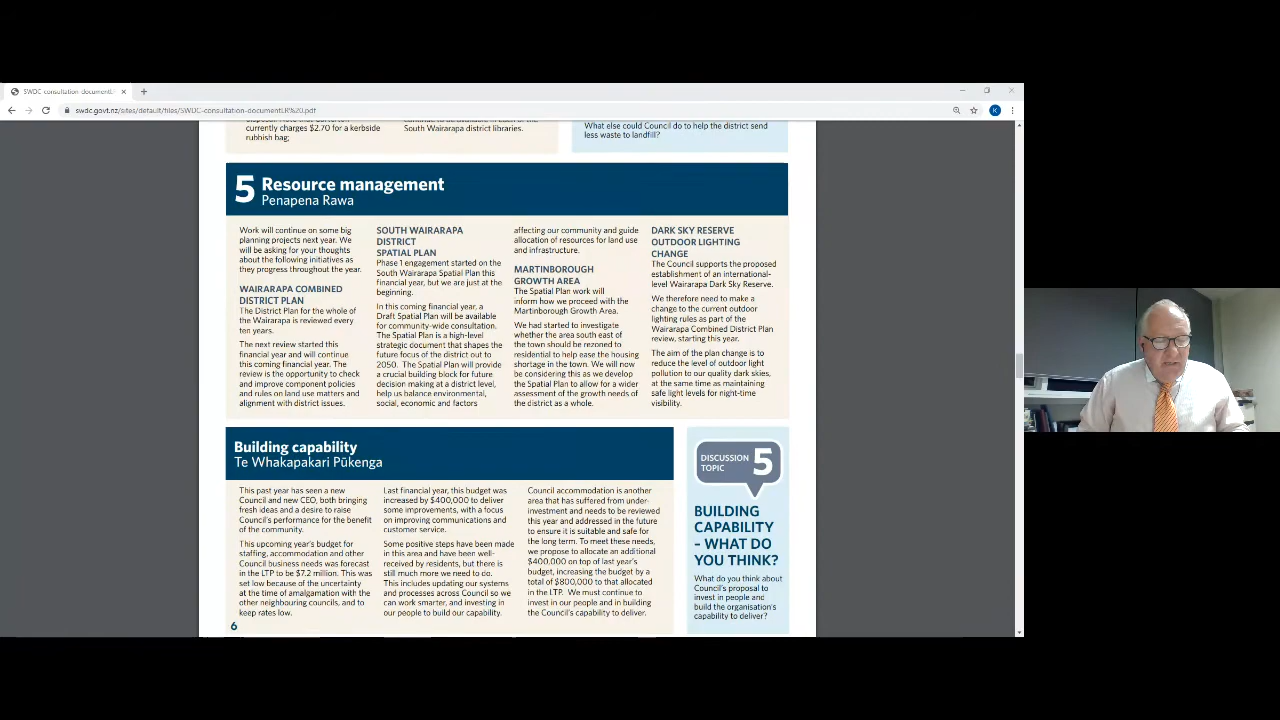 SWDC-consultation-documentL
swdc.govt.nz/sites/default/files/SWDC-consultation-documentLR%20.pdf
K
currently charges $2.70 for a kerbside
rubbish bag;
South Wairarapa district libraries.
What else could Council do to help the district send
less waste to landfill?
5 Resource management
Penapena Rawa
Work will continue on some big
planning projects next year. We
will be asking for your thoughts
about the following initiatives as
they progress throughout the year.
WAIRARAPA COMBINED
DISTRICT PLAN
The District Plan for the whole of
the Wairarapa is reviewed every
ten years.
The next review started this
financial year and will continue
this coming financial year. The
review is the opportunity to check
and improve component policies
and rules on land use matters and
alignment with district issues.
SOUTH WAIRARAPA
DISTRICT
SPATIAL PLAN
Phase 1 engagement started on the
South Wairarapa Spatial Plan this
financial year, but we are just at the
beginning.
In this coming financial year, a
Draft Spatial Plan will be available
for community-wide consultation.
The Spatial Plan is a high-level
strategic document that shapes the
future focus of the district out to
2050. The Spatial Plan will provide
a crucial building block for future
decision making at a district level,
help us balance environmental,
social, economic and factors
affecting our community and guide
allocation of resources for land use
and infrastructure.
MARTINBOROUGH
GROWTH AREA
The Spatial Plan work will
inform how we proceed with the
Martinborough Growth Area.
We had started to investigate
whether the area south east of
the town should be rezoned to
residential to help ease the housing
shortage in the town. We will now
be considering this as we develop
the Spatial Plan to allow for a wider
assessment of the growth needs of
the district as a whole.
DARK SKY RESERVE
OUTDOOR LIGHTING
CHANGE
The Council supports the proposed
establishment of an international-
level Wairarapa Dark Sky Reserve.
We therefore need to make a
change to the current outdoor
lighting rules as part of the
Wairarapa Combined District Plan
review, starting this year.
The aim of the plan change is to
reduce the level of outdoor light
pollution to our quality dark skies,
at the same time as maintaining
safe light levels for night-time
visibility.
Building capability
Te Whakapakari Pūkenga
This past year has seen a new
Council and new CEO, both bringing
fresh ideas and a desire to raise
Council's performance for the benefit
of the community.
This upcoming year's budget for
staffing, accommodation and other
Council business needs was forecast
in the LTP to be $7.2 million. This was
set low because of the uncertainty
at the time of amalgamation with the
other neighbouring councils, and to
keep rates low.
Last financial year, this budget was
increased by $400,000 to deliver
some improvements, with a focus
on improving communications and
customer service.
Some positive steps have been made
in this area and have been well-
received by residents, but there is
still much more we need to do.
This includes updating our systems
and processes across Council so we
can work smarter, and investing in
our people to build our capability.
Council accommodation is another
area that has suffered from under-
investment and needs to be reviewed
this year and addressed in the future
to ensure it is suitable and safe for
the long term. To meet these needs,
we propose to allocate an additional
$400,000 on top of last year's
budget, increasing the budget by a
total of $800,000 to that allocated
in the LTP. We must continue to
invest in our people and in building
the Council's capability to deliver.
DISCUSSION
TOPIC 5
BUILDING
CAPABILITY
– WHAT DO
YOU THINK?
What do you think about
Council's proposal to
invest in people and
build the organisation's
capability to deliver?
6